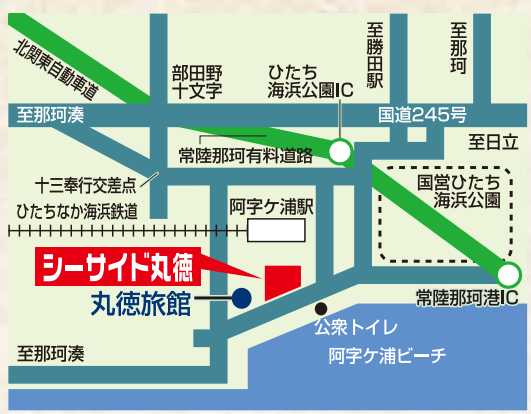 北関東自動車道
部田野
十文字
ひたち
海浜公園IC
至勝田駅
至那珂
至那珂湊
国道245号
至日立
常陸那珂有料道路
十三奉行交差点
国営ひたち
海浜公園
ひたちなか海浜鉄道
阿字ケ浦駅
シーサイド丸徳
丸徳旅館
常陸那珂港IC
公衆トイレ
至那珂湊
阿字ケ浦ビーチ